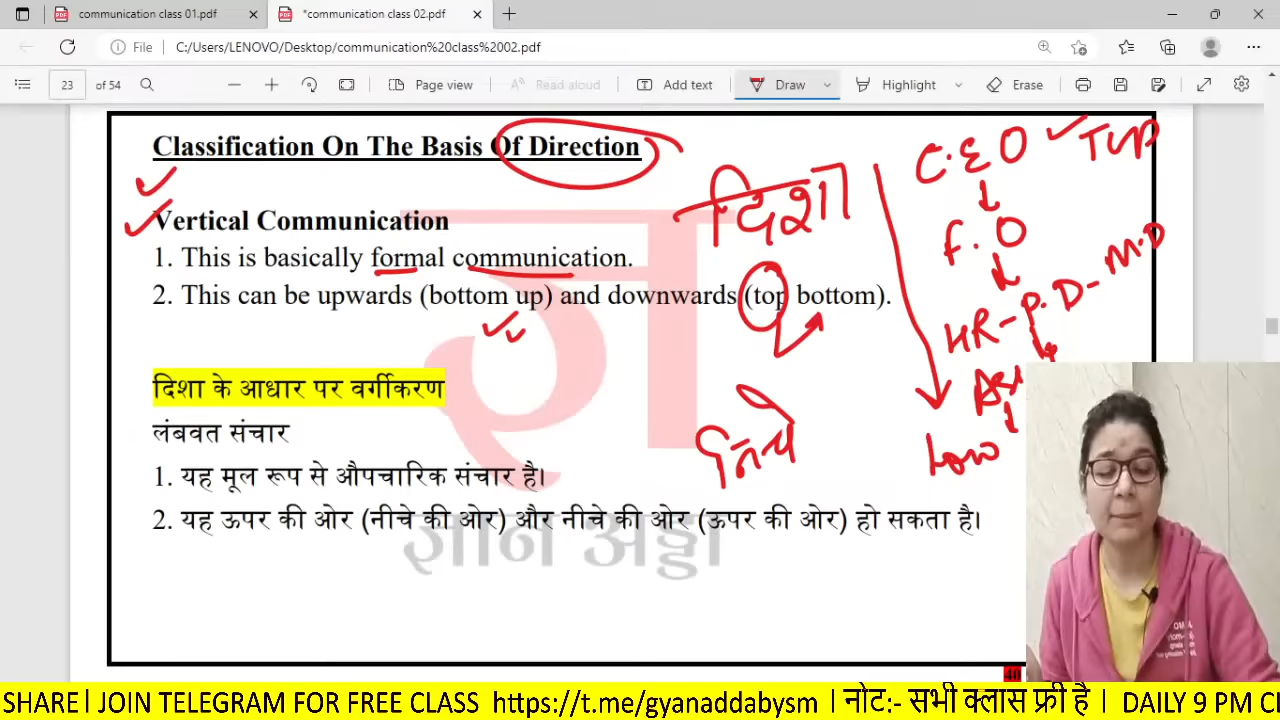 communication class 01.pdf
*communication class 02.pdf
File C:/Users/LENOVO/Desktop/communication%20class%2002.pdf
23 of 54 Page view Read aloud Add text Draw Highlight Erase
Classification On The Basis Of Direction
Vertical Communication
1. This is basically formal communication.
2. This can be upwards (bottom up) and downwards (top bottom).
दिशा के आधार पर वर्गीकरण
लंबवत संचार
1. यह मूल रूप से औपचारिक संचार है।
2. यह ऊपर की ओर (नीचे की ओर) और नीचे की ओर (ऊपर की ओर) हो सकता है।
ज्ञान अड्डा
दिशा
C.E.O Top
F.O
HR-P.D-M.D
Low
40
SHARE। JOIN TELEGRAM FOR FREE CLASS https://t.me/gyanaddabysm । नोट:- सभी क्लास फ्री है । DAILY 9 PM